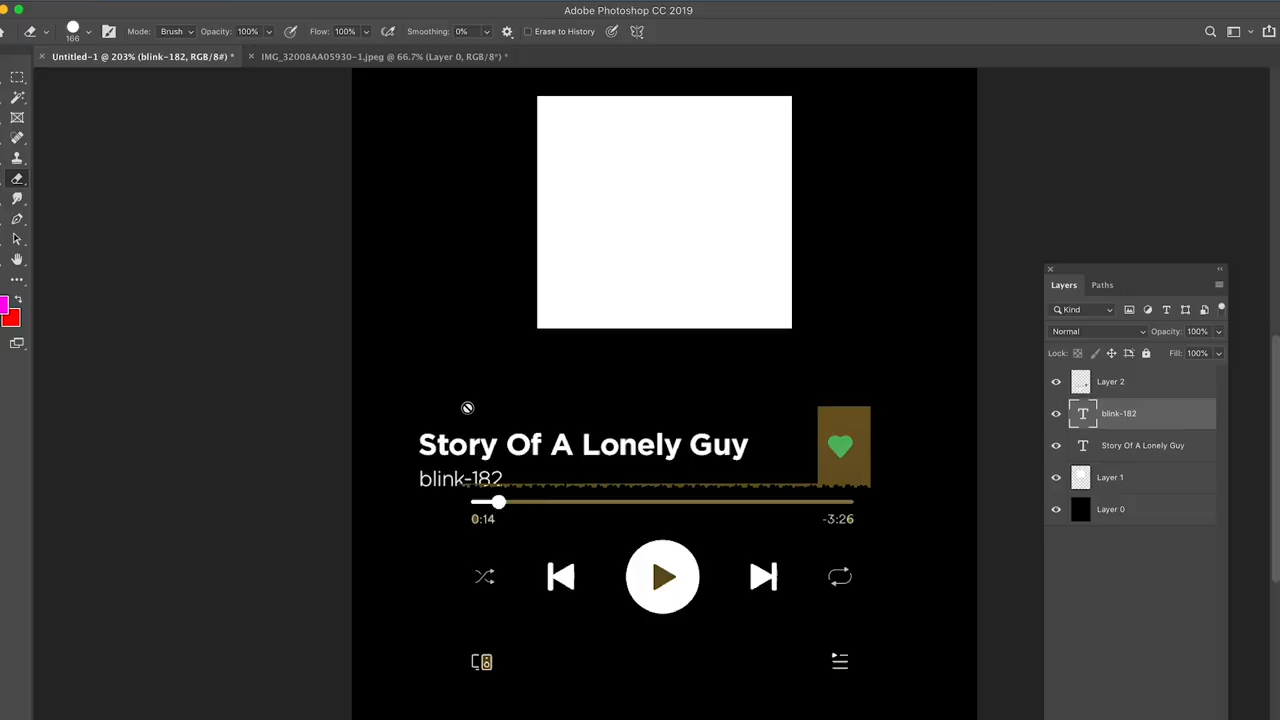 Adobe Photoshop CC 2019
166 Mode: Brush Opacity: 100% Flow: 100% Smoothing: 0% Erase to History
Untitled-1 @ 203% (blink-182, RGB/8#) * IMG_32008AA05930-1.jpeg @ 66.7% (Layer 0, RGB/8*) *
Layers Paths
Kind
Normal Opacity: 100%
Lock: Fill: 100%
Layer 2
T blink-182
T Story Of A Lonely Guy
Layer 1
Layer 0
Story Of A Lonely Guy
blink-182
0:14 -3:26